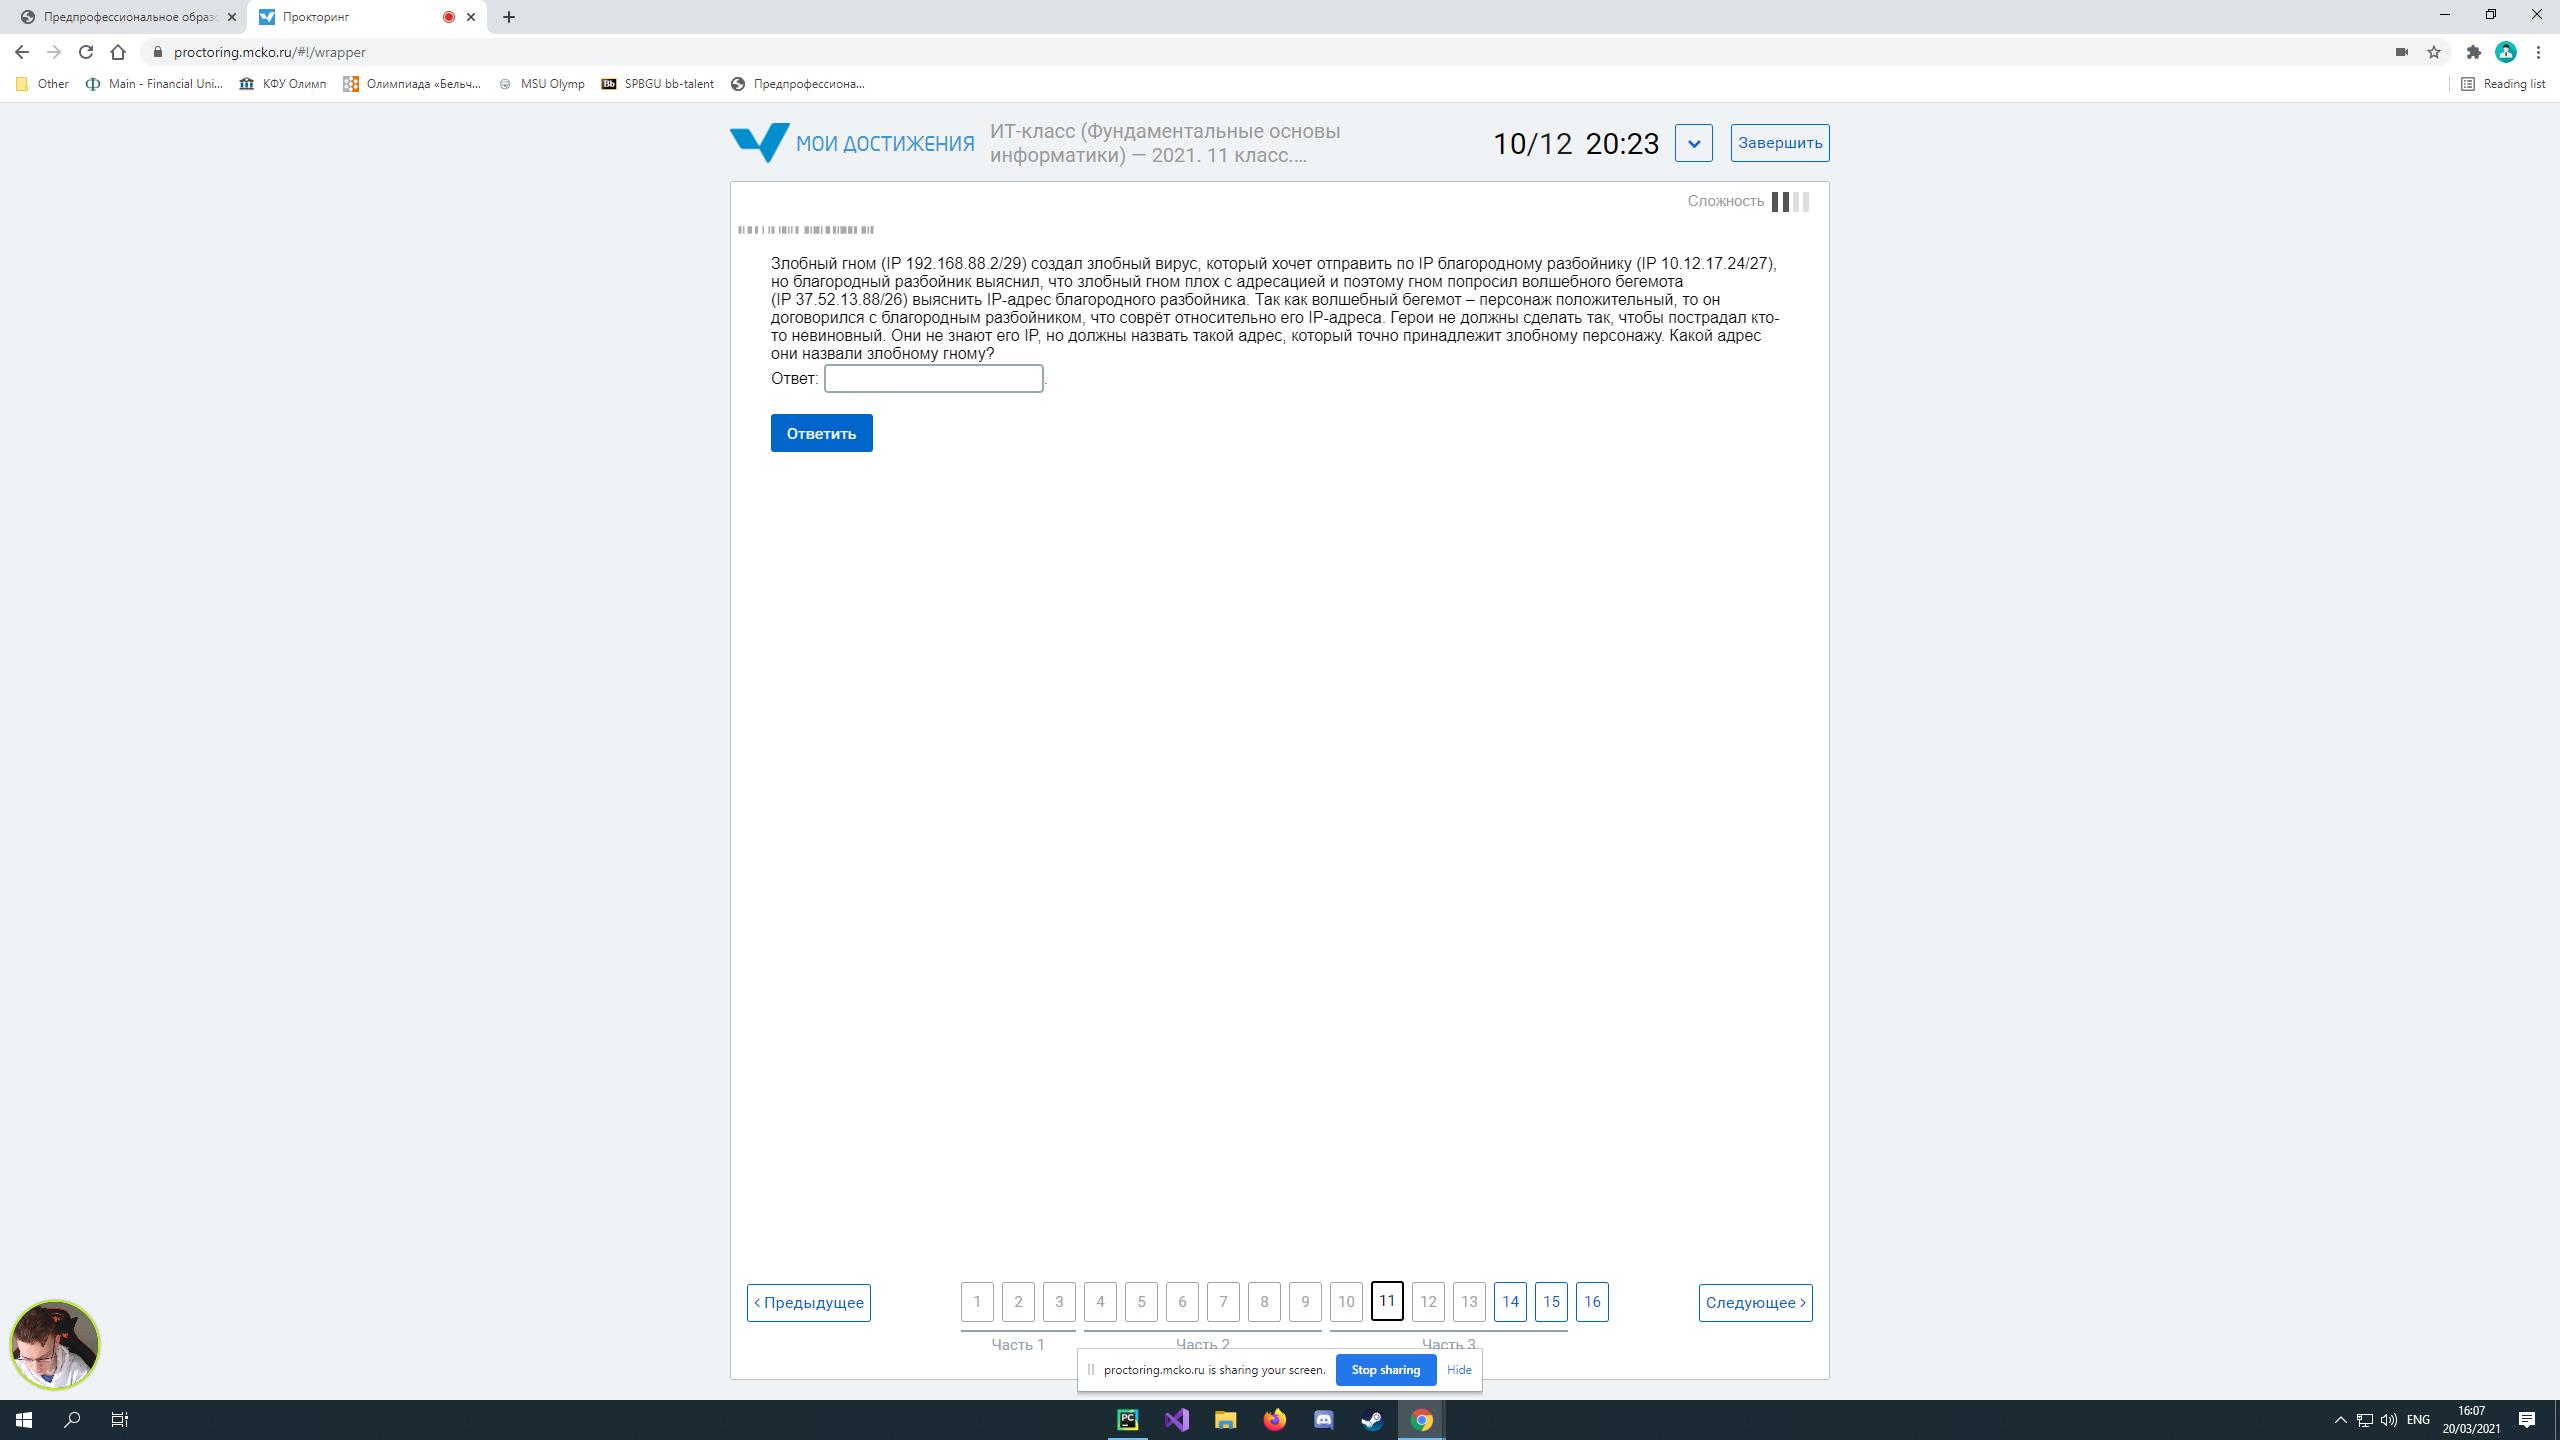 Предпрофессиональное образо
Прокторинг
proctoring.mcko.ru/#!/wrapper
Other
Main - Financial Uni...
КФУ Олимп
Олимпиада «Бельч...
MSU Olymp
Bb
SPBGU bb-talent
Предпрофессиона...
Reading list
МОИ ДОСТИЖЕНИЯ
ИТ-класс (Фундаментальные основы
информатики) — 2021. 11 класс....
10/12 20:23
Завершить
Сложность
Злобный гном (IP 192.168.88.2/29) создал злобный вирус, который хочет отправить по IP благородному разбойнику (IP 10.12.17.24/27),
но благородный разбойник выяснил, что злобный гном плох с адресацией и поэтому гном попросил волшебного бегемота
(IP 37.52.13.88/26) выяснить IP-адрес благородного разбойника. Так как волшебный бегемот – персонаж положительный, то он
договорился с благородным разбойником, что соврёт относительно его IP-адреса. Герои не должны сделать так, чтобы пострадал кто-
то невиновный. Они не знают его IP, но должны назвать такой адрес, который точно принадлежит злобному персонажу. Какой адрес
они назвали злобному гному?
Ответ: .
Ответить
‹ Предыдущее
1 2 3 4 5 6 7 8 9 10 11 12 13 14 15 16
Следующее ›
Часть 1
Часть 2
Часть 3
proctoring.mcko.ru is sharing your screen.
Stop sharing
Hide
PC
ENG
16:07
20/03/2021